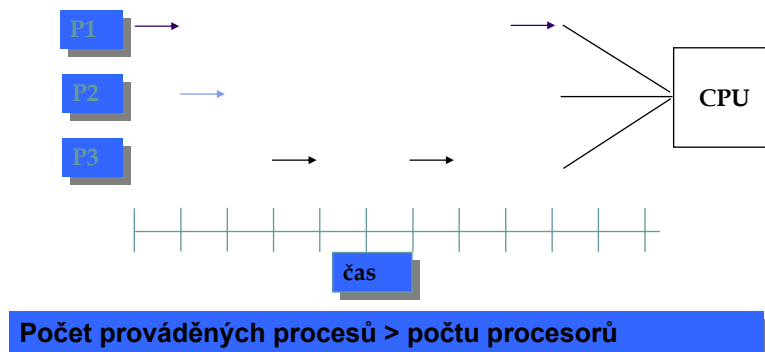 P1
P2
CPU
P3
čas
Počet prováděných procesů > počtu procesorů